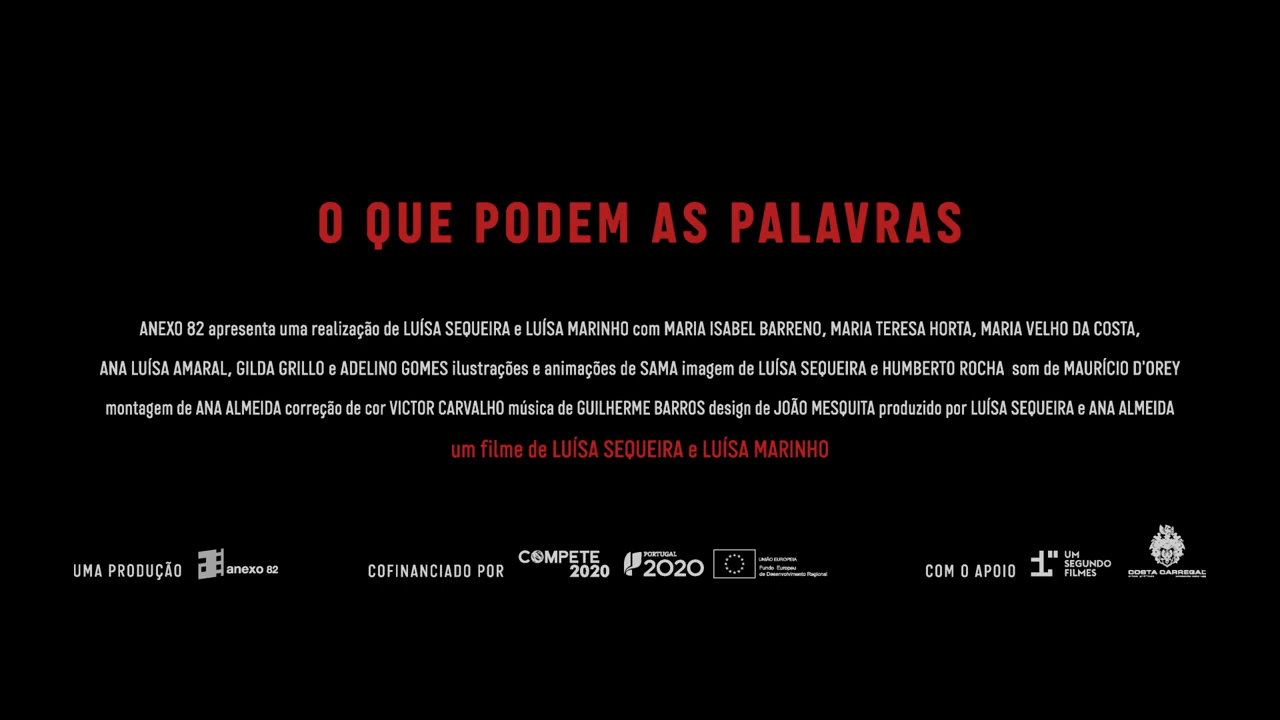 O QUE PODEM AS PALAVRAS
ANEXO 82 apresenta uma realização de LUÍSA SEQUEIRA e LUÍSA MARINHO com MARIA ISABEL BARRENO, MARIA TERESA HORTA, MARIA VELHO DA COSTA,
ANA LUÍSA AMARAL, GILDA GRILLO e ADELINO GOMES ilustrações e animações de SAMA imagem de LUÍSA SEQUEIRA e HUMBERTO ROCHA som de MAURÍCIO D'OREY
montagem de ANA ALMEIDA correção de cor VICTOR CARVALHO música de GUILHERME BARROS design de JOÃO MESQUITA produzido por LUÍSA SEQUEIRA e ANA ALMEIDA
um filme de LUÍSA SEQUEIRA e LUÍSA MARINHO
UMA PRODUÇÃO
anexo 82
COFINANCIADO POR
COMPETE
2020
PORTUGAL
2020
UNIÃO EUROPEIA
Fundo Europeu
de Desenvolvimento Regional
COM O APOIO
UM
SEGUNDO
FILMES
COSTA CARREGAL